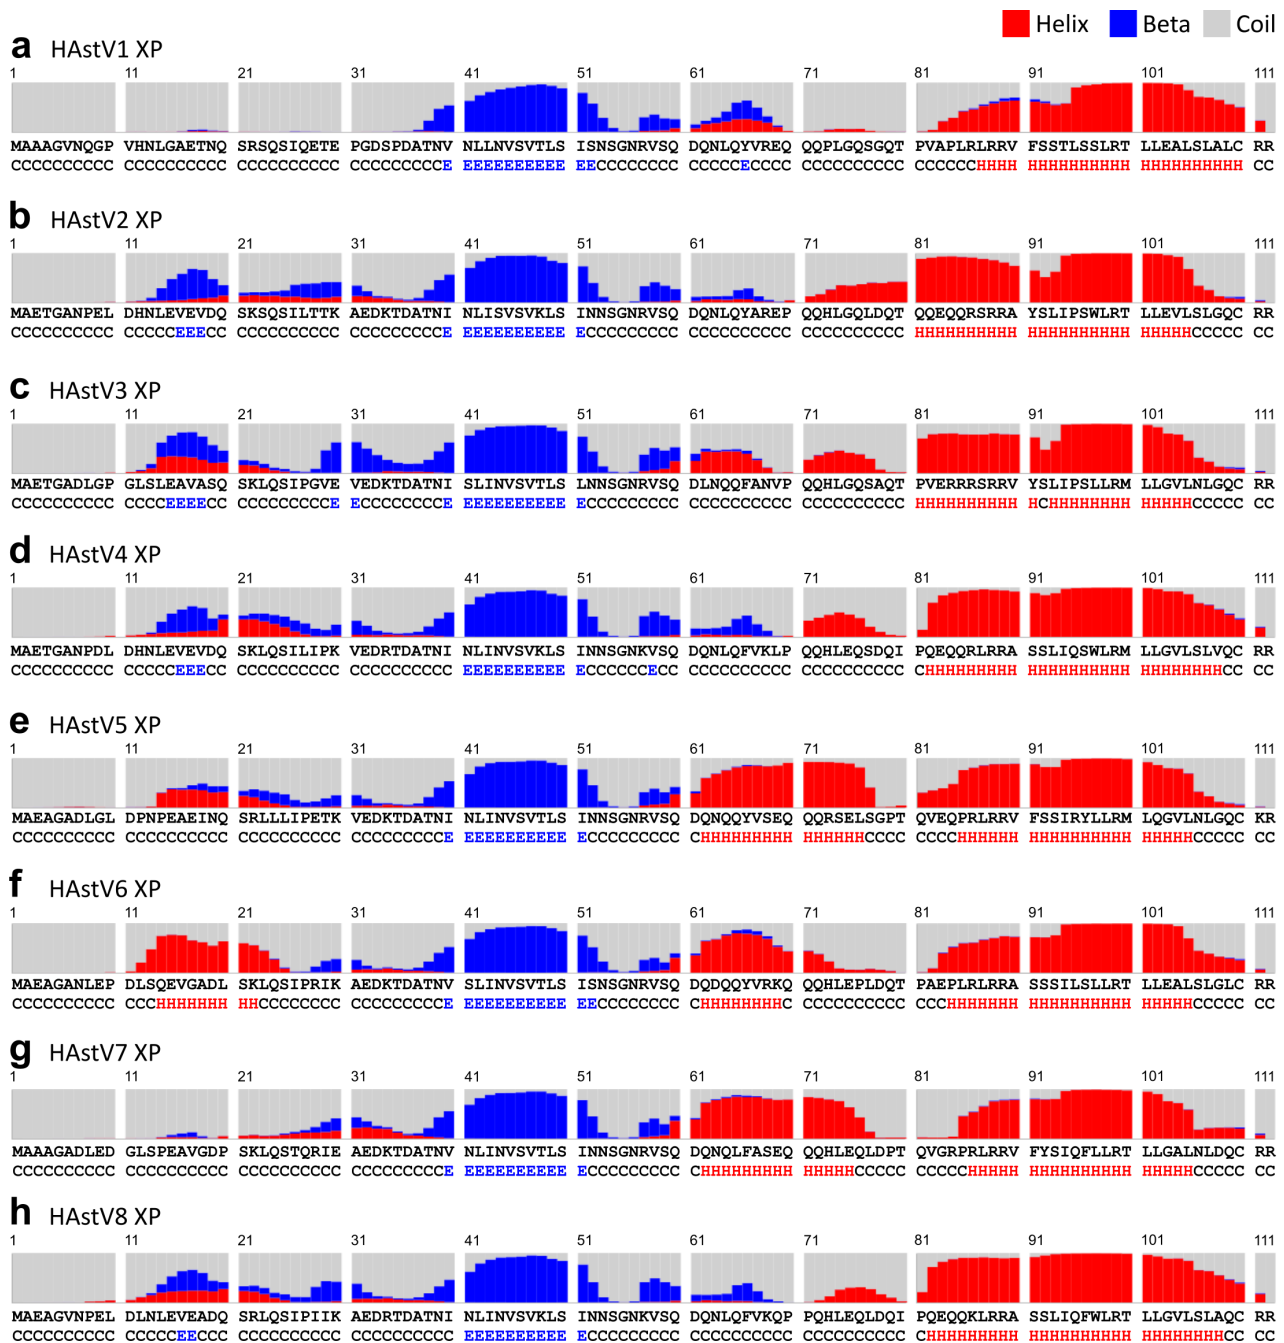 Helix Beta Coil
a HAstV1 XP
1 11 21 31 41 51 61 71 81 91 101 111
MAAAGVNQGP VHNLGAETNQ SRSQSIQETE PGDSPDATNV NLLNVSVTLS ISNSGNRVSQ DQNLQYVREQ QQPLGQSGQT PVAPLRLRRV FSSTLSSLRT LLEALSLALC RR
CCCCCCCCCC CCCCCCCCCC CCCCCCCCCC CCCCCCCCCE EEEEEEEEEE EECCCCCCCC CCCCCECCCC CCCCCCCCCC CCCCCCHHHH HHHHHHHHHH HHHHHHHHHH CC
b HAstV2 XP
1 11 21 31 41 51 61 71 81 91 101 111
MAETGANPEL DHNLEVEVDQ SKSQSILTTK AEDKTDATNI NLISVSVKLS INNSGNRVSQ DQNLQYAREP QQHLGQLDQT QQEQQRSRRA YSLIPSWLRT LLEVLSLGQC RR
CCCCCCCCCC CCCCCEEECC CCCCCCCCCC CCCCCCCCCE EEEEEEEEEE ECCCCCCCCC CCCCCCCCCC CCCCCCCCCC HHHHHHHHHH HHHHHHHHHH HHHHHCCCCC CC
c HAstV3 XP
1 11 21 31 41 51 61 71 81 91 101 111
MAETGADLGP GLSLEAVASQ SKLQSIPGVE VEDKTDATNI SLINVSVTLS LNNSGNRVSQ DLNQQFANVP QQHLGQSAQT PVERRRSRRV YSLIPSLLRM LLGVLNLGQC RR
CCCCCCCCCC CCCCEEEECC CCCCCCCCCE ECCCCCCCCE EEEEEEEEEE ECCCCCCCCC CCCCCCCCCC CCCCCCCCCC HHHHHHHHHH HCHHHHHHHH HHHHHCCCCC CC
d HAstV4 XP
1 11 21 31 41 51 61 71 81 91 101 111
MAETGANPDL DHNLEVEVDQ SKLQSILIPK VEDRTDATNI NLINVSVKLS INNSGNKVSQ DQNLQFVKLP QQHLEQSDQI PQEQQRLRRA SSLIQSWLRM LLGVLSLVQC RR
CCCCCCCCCC CCCCCEEECC CCCCCCCCCC CCCCCCCCCC EEEEEEEEEE ECCCCCCECC CCCCCCCCCC CCCCCCCCCC CHHHHHHHHH HHHHHHHHHH HHHHHHHHCC CC
e HAstV5 XP
1 11 21 31 41 51 61 71 81 91 101 111
MAEAGADLGL DPNPEAEINQ SRLLLIPETK VEDKTDATNI NLINVSVTLS INNSGNRVSQ DQNQQYVSEQ QQRSELSGPT QVEQPRLRRV FSSIRYLLRM LQGVLNLGQC KR
CCCCCCCCCC CCCCCCCCCC CCCCCCCCCC CCCCCCCCCE EEEEEEEEEE ECCCCCCCCC CHHHHHHHHH HHHHHHCCCC CCCCHHHHHH HHHHHHHHHH HHHHHCCCCC CC
f HAstV6 XP
1 11 21 31 41 51 61 71 81 91 101 111
MAEAGANLEP DLSQEVGADL SKLQSIPRIK AEDKTDATNV SLINVSVTLS ISNSGNRVSQ DQDQQYVRKQ QQHLEPLDQT PAEPLRLRRA SSSILSLLRT LLEALSLGLC RR
CCCCCCCCCC CCCHHHHHHH HHCCCCCCCC CCCCCCCCCE EEEEEEEEEE EECCCCCCCC CHHHHHHHHC CCCCCCCCCC CCCHHHHHHH HHHHHHHHHH HHHHHCCCCC CC
g HAstV7 XP
1 11 21 31 41 51 61 71 81 91 101 111
MAAAGADLED GLSPEAVGDP SKLQSTQRIE AEDKTDATNV NLINVSVTLS INNSGNRVSQ DQNQLFASEQ QQHLEQLDPT QVGRPRLRRV FYSIQFLLRT LLGALNLDQC RR
CCCCCCCCCC CCCCCCCCCC CCCCCCCCCC CCCCCCCCCE EEEEEEEEEE ECCCCCCCCC CHHHHHHHHH HHHHHCCCCC CCCCCHHHHH HHHHHHHHHH HHHHHCCCCC CC
h HAstV8 XP
1 11 21 31 41 51 61 71 81 91 101 111
MAEAGVNPEL DLNLEVEADQ SRLQSIPIIK AEDRTDATNI NLINVSVKLS INNSGNKVSQ DQNLQFVKQP PQHLEQLDQI PQEQQKLRRA SSLIQFWLRT LLGVLSLAQC RR
CCCCCCCCCC CCCCCEECCC CCCCCCCCCC CCCCCCCCCC EEEEEEEEEE ECCCCCCCCC CCCCCCCCCC CCCCCCCCCC CHHHHHHHHH HHHHHHHHHH HHHHHHHHCC CC